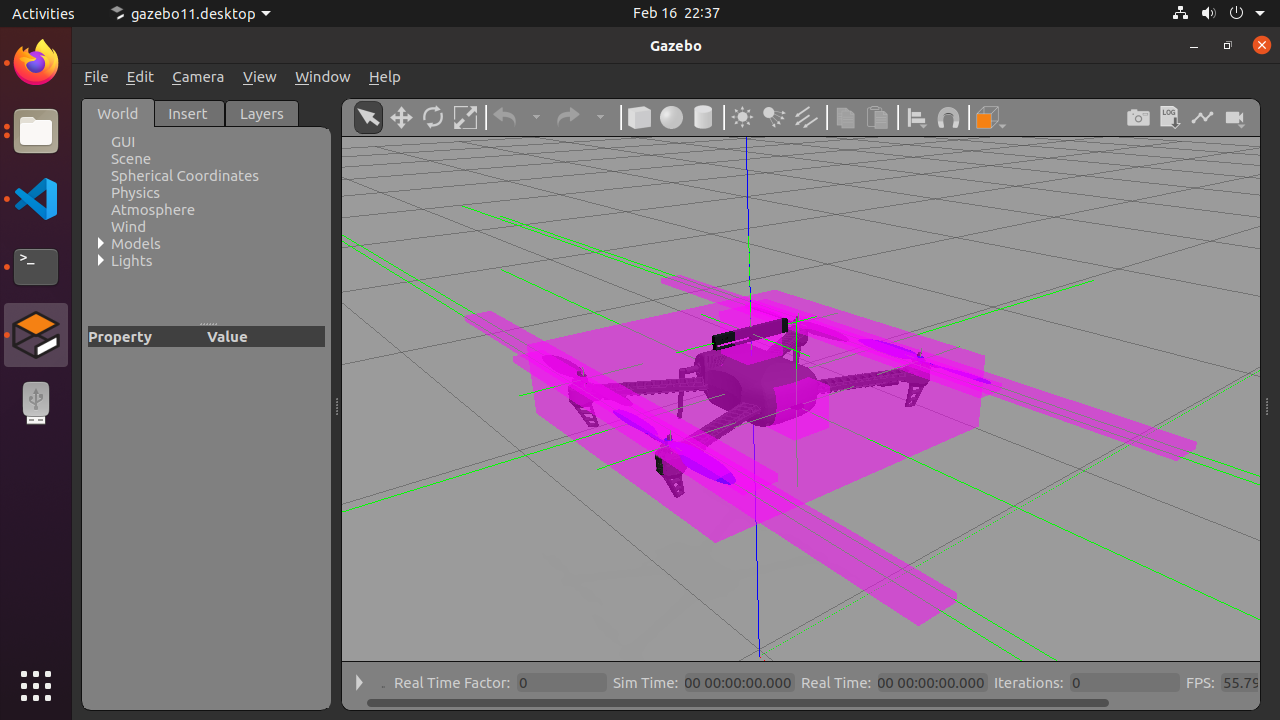 Activities gazebo11.desktop Feb 16 22:37
Gazebo
File Edit Camera View Window Help
World Insert Layers
LOG
GUI
Scene
Spherical Coordinates
Physics
Atmosphere
Wind
Models
Lights
Property Value
Real Time Factor: 0 Sim Time: 00 00:00:00.000 Real Time: 00 00:00:00.000 Iterations: 0 FPS: 55.79